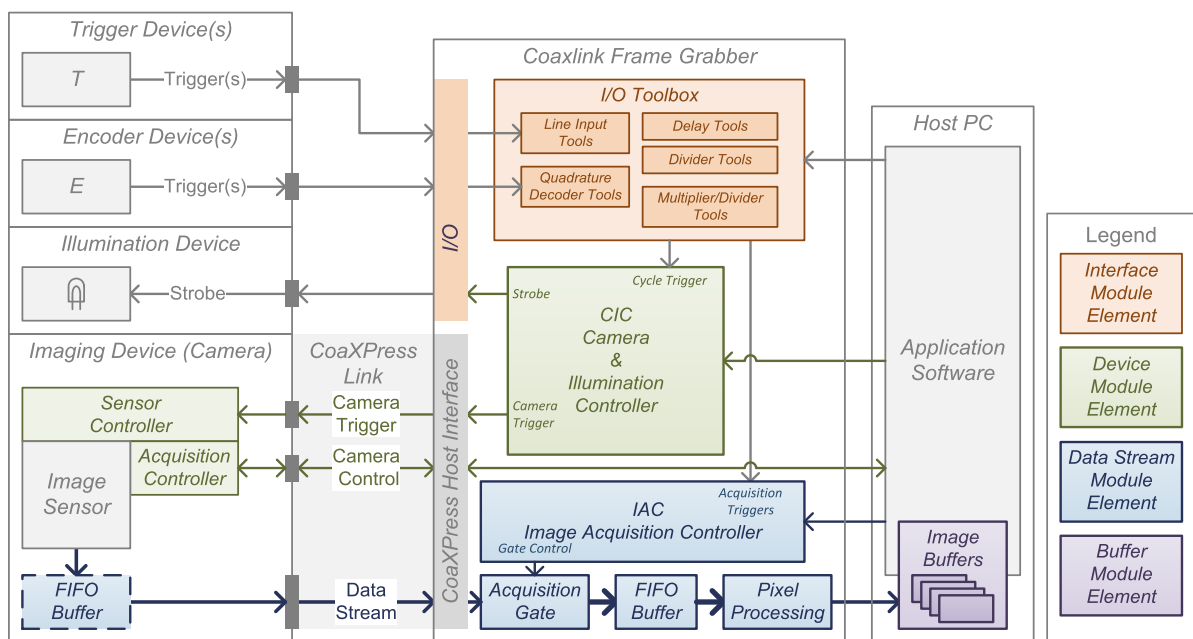 Trigger Device(s)
T
Trigger(s)
Encoder Device(s)
E
Trigger(s)
Illumination Device
Strobe
Imaging Device (Camera)
Sensor
Controller
Acquisition
Controller
Image
Sensor
FIFO
Buffer
CoaXPress
Link
Camera
Trigger
Camera
Control
Data
Stream
Coaxlink Frame Grabber
I/O
CoaXPress Host Interface
I/O Toolbox
Line Input
Tools
Delay Tools
Divider Tools
Quadrature
Decoder Tools
Multiplier/Divider
Tools
Cycle Trigger
Strobe
CIC
Camera
&
Illumination
Controller
Camera
Trigger
Acquisition
Triggers
IAC
Image Acquisition Controller
Gate Control
Acquisition
Gate
FIFO
Buffer
Pixel
Processing
Host PC
Application
Software
Image
Buffers
Legend
Interface
Module
Element
Device
Module
Element
Data Stream
Module
Element
Buffer
Module
Element